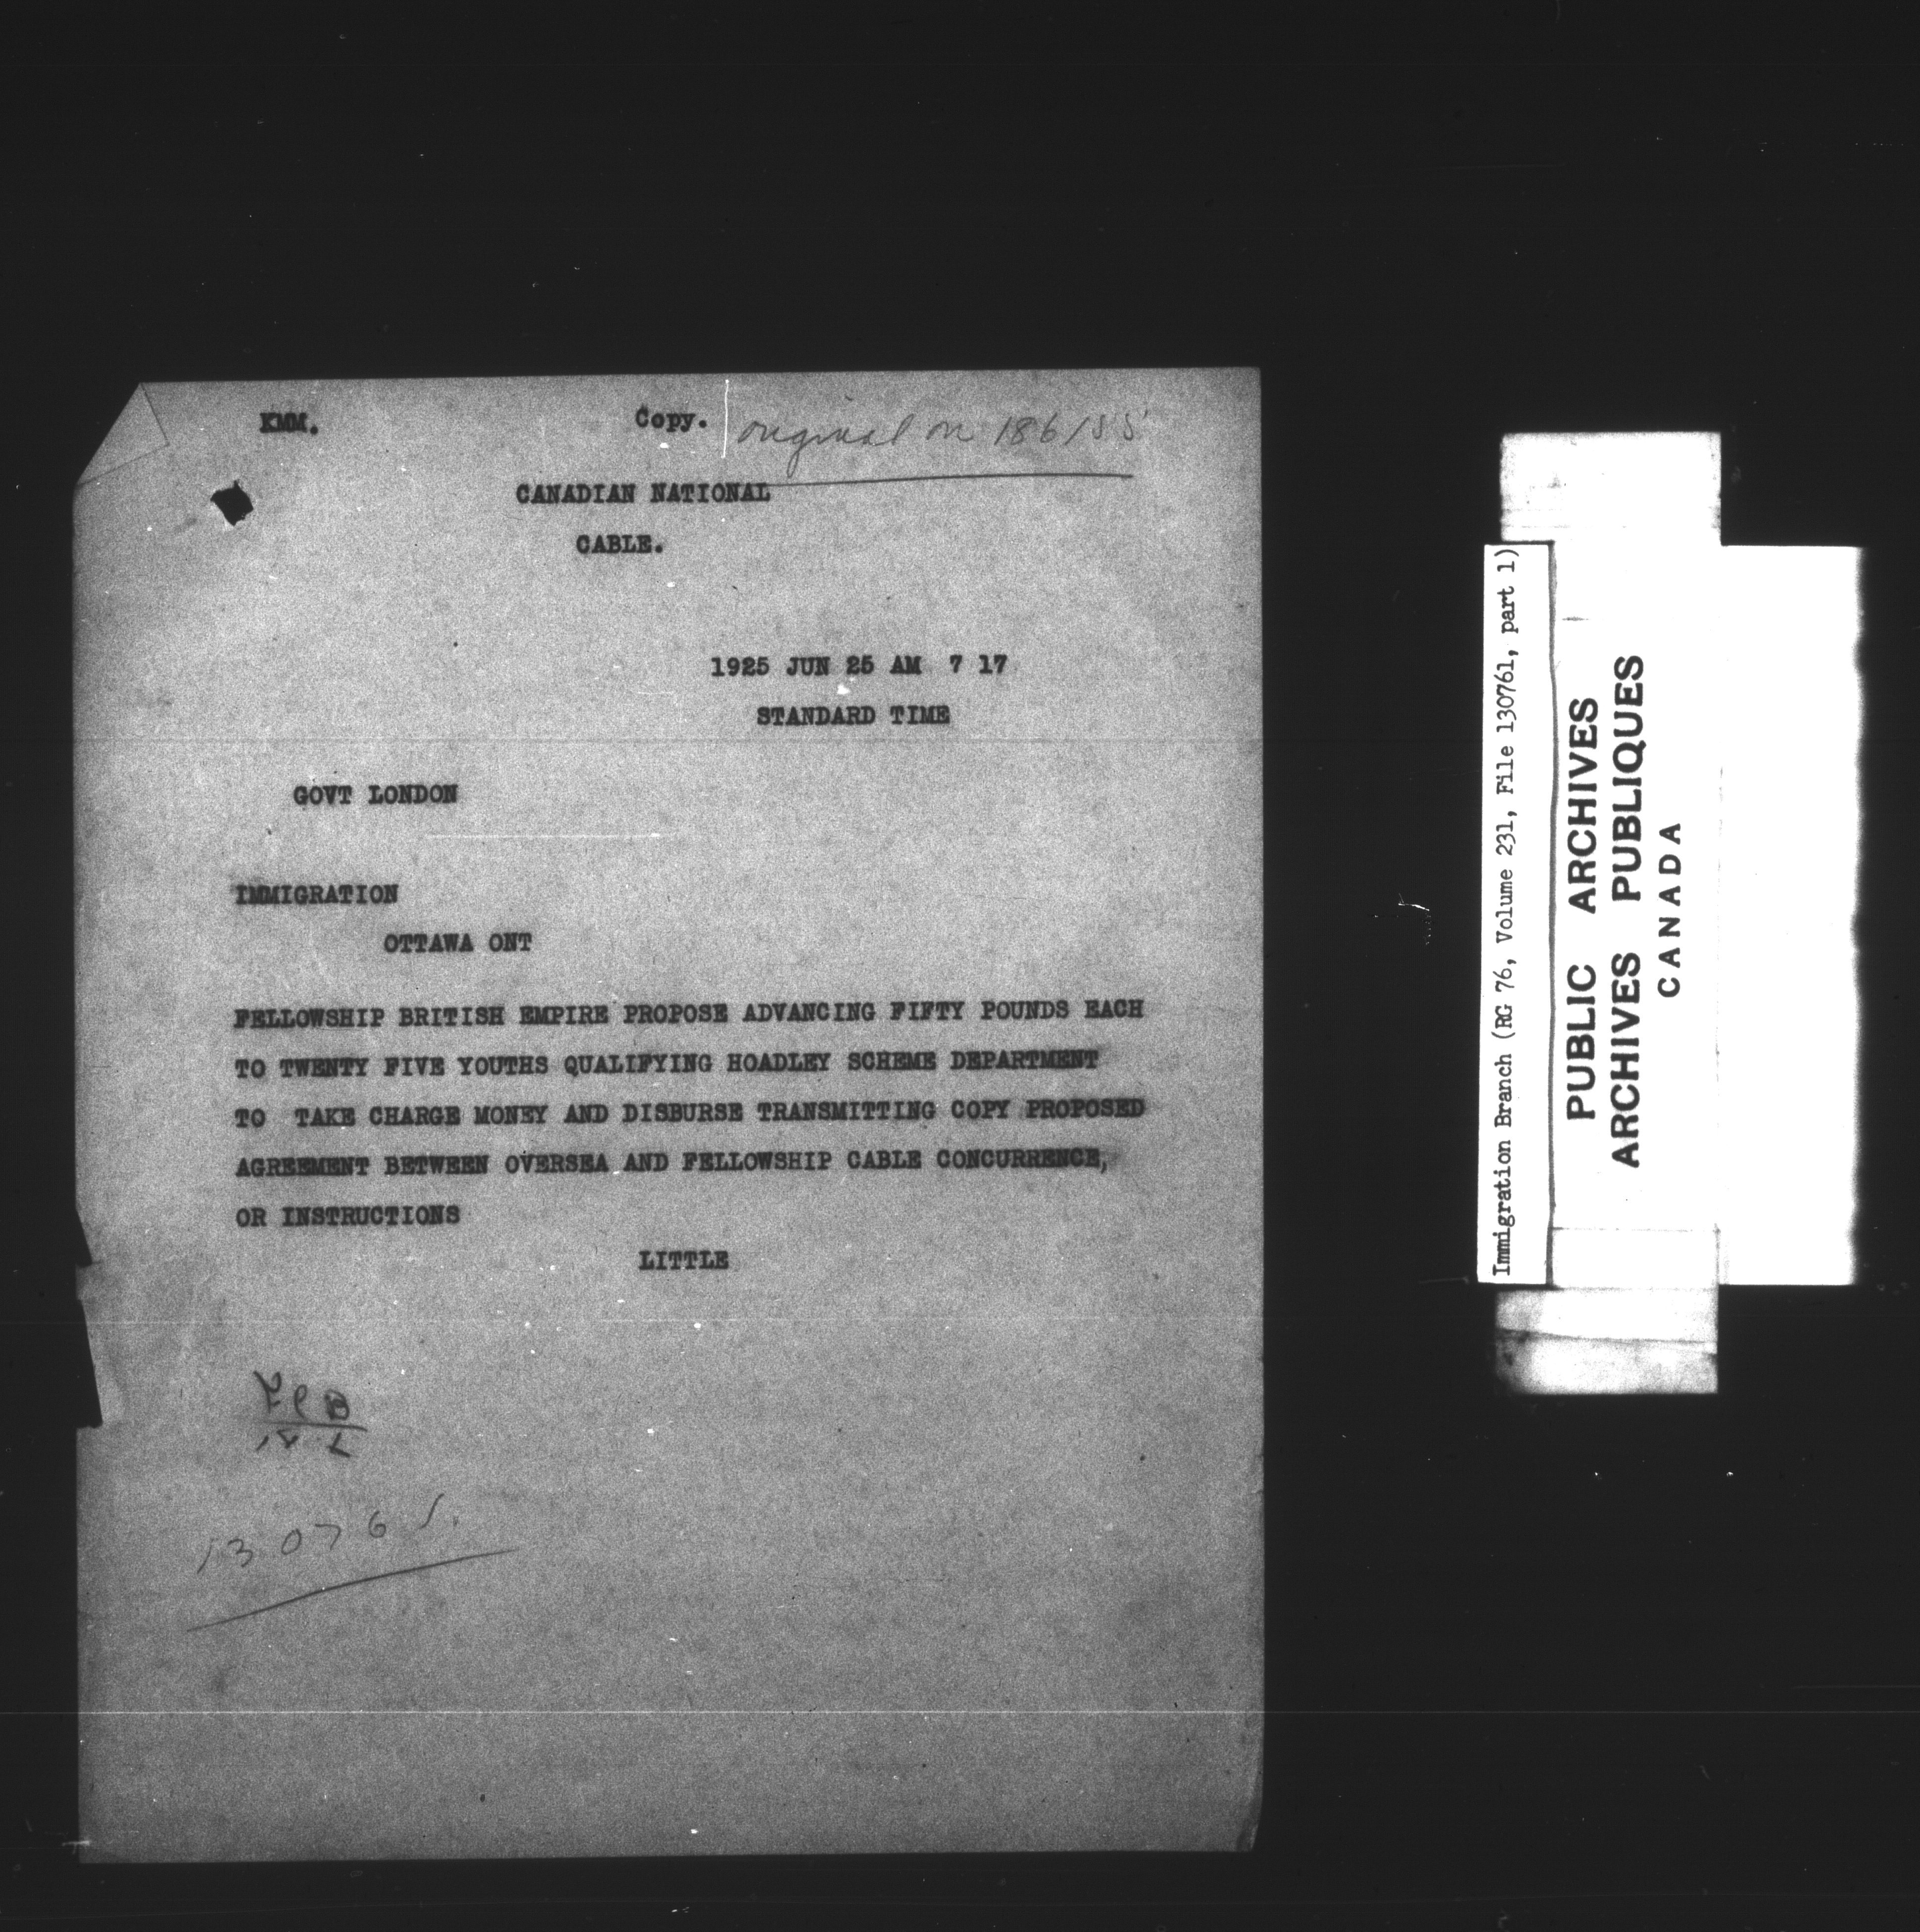 KMM.
Copy.
original on 186155
CANADIAN NATIONAL
CABLE.
1925 JUN 25 AM 7 17
STANDARD TIME
GOVT LONDON
IMMIGRATION
OTTAWA ONT
FELLOWSHIP BRITISH EMPIRE PROPOSE ADVANCING FIFTY POUNDS EACH
TO TWENTY FIVE YOUTHS QUALIFYING HOADLEY SCHEME DEPARTMENT
TO TAKE CHARGE MONEY AND DISBURSE TRANSMITTING COPY PROPOSED
AGREEMENT BETWEEN OVERSEA AND FELLOWSHIP CABLE CONCURRENCE,
OR INSTRUCTIONS
LITTLE
130761.
Immigration Branch (RG 76, Volume 231, File 130761, part 1)
PUBLIC ARCHIVES
ARCHIVES PUBLIQUES
CANADA